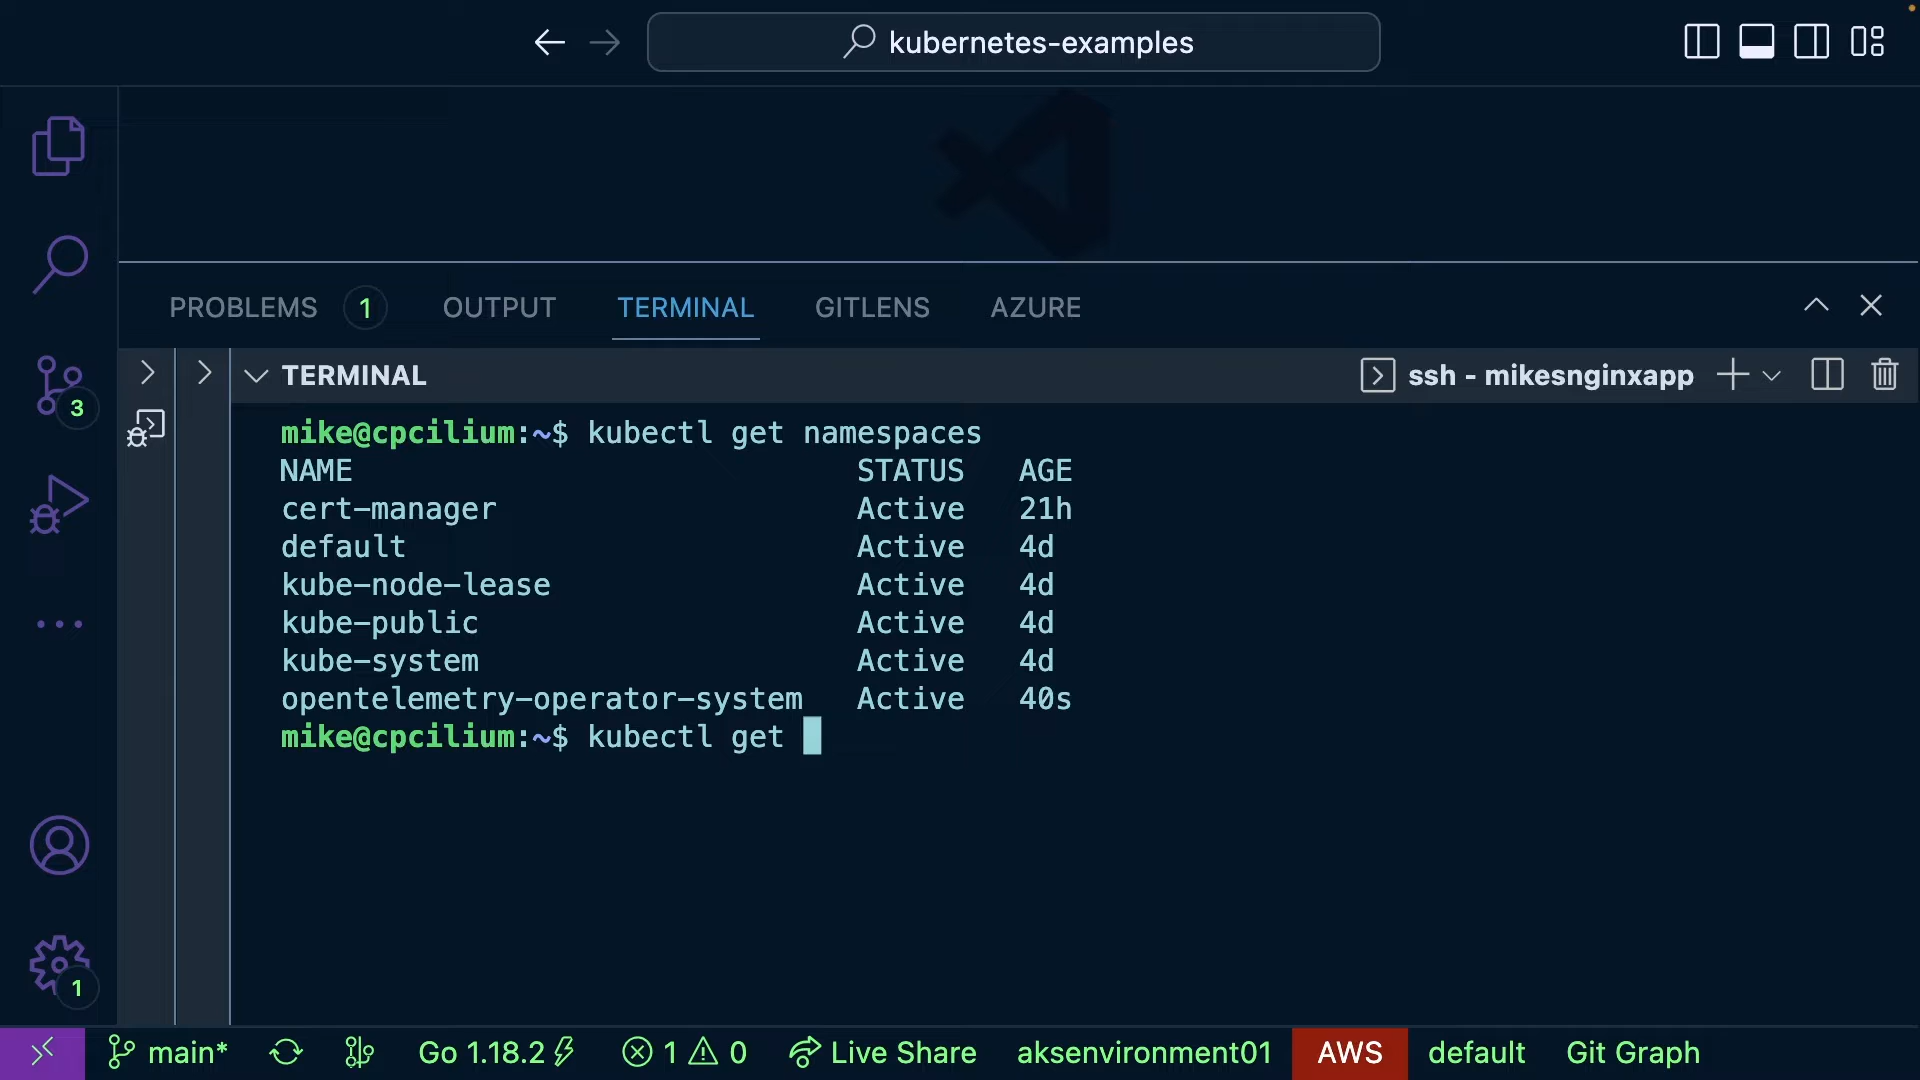 kubernetes-examples
PROBLEMS 1 OUTPUT TERMINAL GITLENS AZURE
TERMINAL ssh - mikesnginxapp
mike@cpcilium:~$ kubectl get namespaces
NAME STATUS AGE
cert-manager Active 21h
default Active 4d
kube-node-lease Active 4d
kube-public Active 4d
kube-system Active 4d
opentelemetry-operator-system Active 40s
mike@cpcilium:~$ kubectl get
3
1
main* Go 1.18.2 1 0 Live Share aksenvironment01 AWS default Git Graph